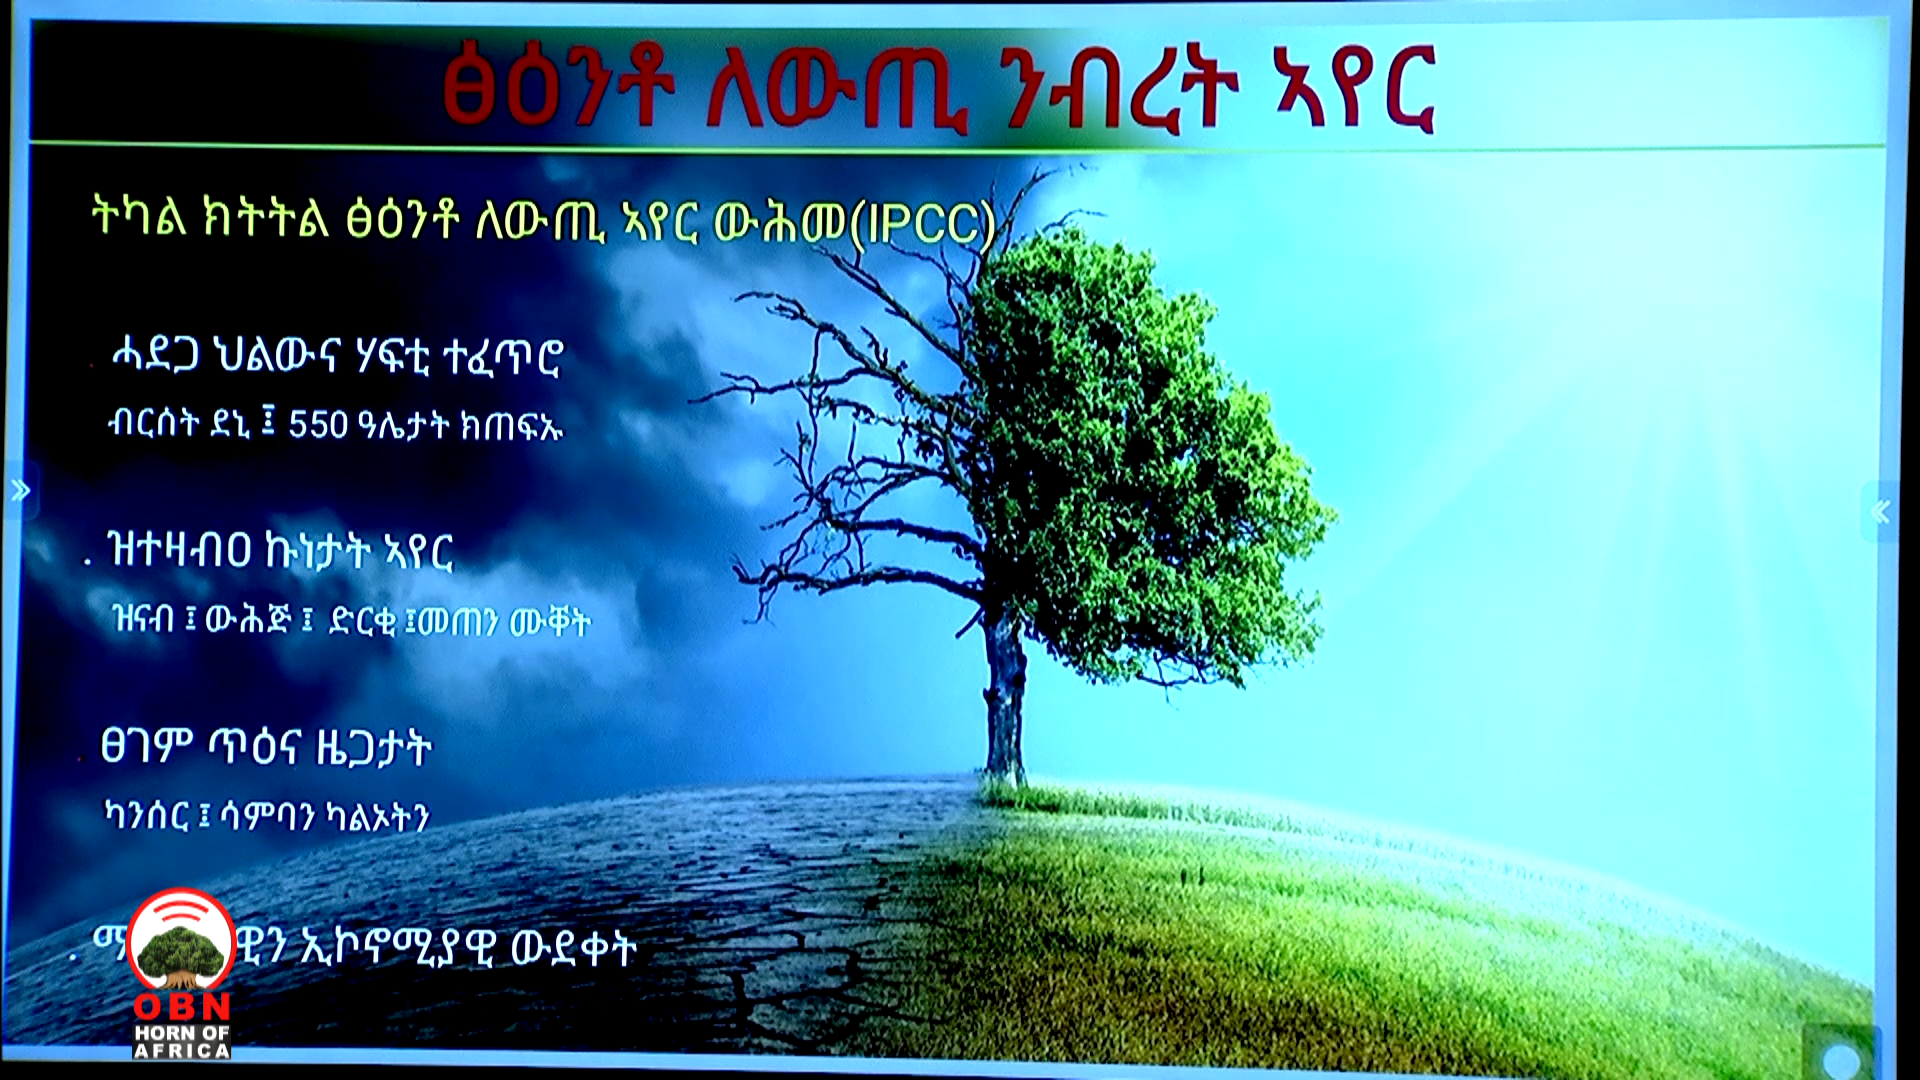 ፅዕንቶ ለውጢ ንብረት ኣየር
ትካል ክትትል ፅዕንቶ ለውጢ ኣየር ውሕመ(IPCC)
ሓደጋ ህልውና ሃፍቲ ተፈጥሮ
ብርሰት ደኒ ፤ 550 ዓሌታት ክጠፍኡ
. ዝተዛብዐ ኩነታት ኣየር
ዝናብ ፤ ውሕጅ ፤ ድርቂ ፤መጠን ሙቐት
. ፀገም ጥዕና ዜጋታት
ካንሰር ፤ ሳምባን ካልኦትን
. ኢኮኖሚያዊ ውደቀት
OBN
HORN OF
AFRICA